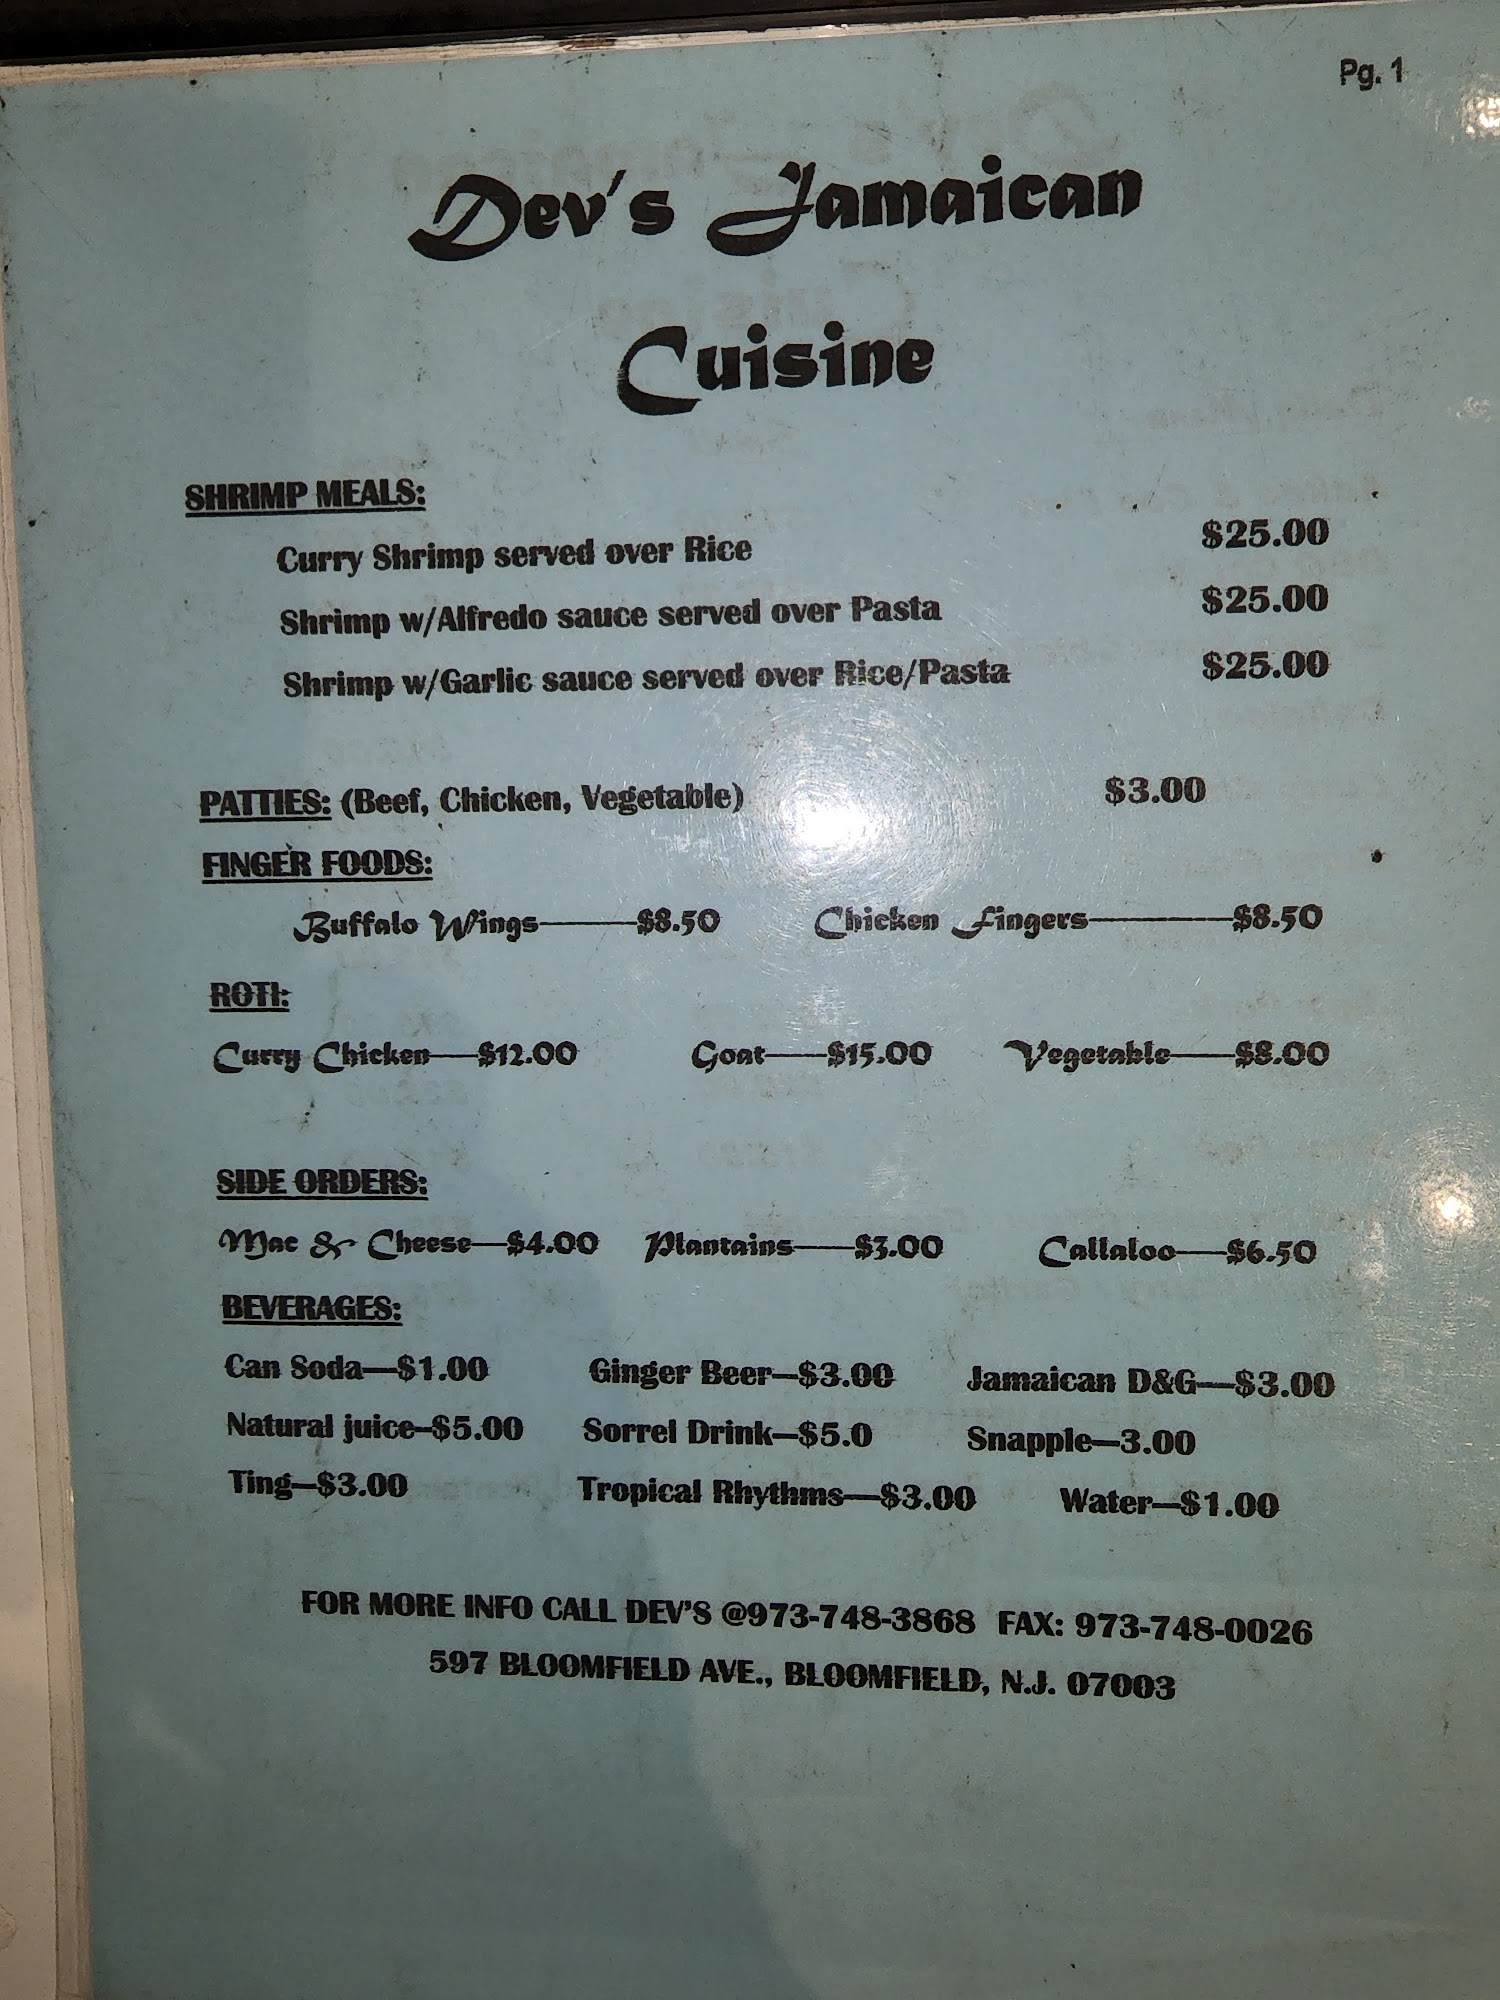 Pg. 1
Dev's Jamaican
Cuisine
SHRIMP MEALS:
Curry Shrimp served over Rice $25.00
Shrimp w/Alfredo sauce served over Pasta $25.00
Shrimp w/Garlic sauce served over Rice/Pasta $25.00
PATTIES: (Beef, Chicken, Vegetable) $3.00
FINGER FOODS:
Buffalo Wings——$8.50 Chicken Fingers———$8.50
ROTI:
Curry Chicken——$12.00 Goat——$15.00 Vegetable——$8.00
SIDE ORDERS:
Mac & Cheese—$4.00 Plantains——$3.00 Callaloo——$6.50
BEVERAGES:
Can Soda—$1.00 Ginger Beer—$3.00 Jamaican D&G—$3.00
Natural juice–$5.00 Sorrel Drink—$5.0 Snapple—3.00
Ting—$3.00 Tropical Rhythms—$3.00 Water—$1.00
FOR MORE INFO CALL DEV'S @973-748-3868 FAX: 973-748-0026
597 BLOOMFIELD AVE., BLOOMFIELD, N.J. 07003